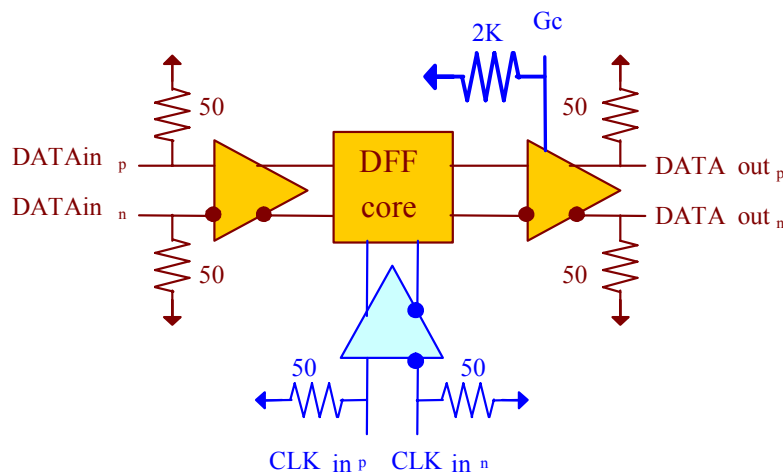 Gc
2K
50
50
DATAin p
DFF
core
DATA out p
DATAin n
DATA out n
50
50
50
50
CLK in p
CLK in n